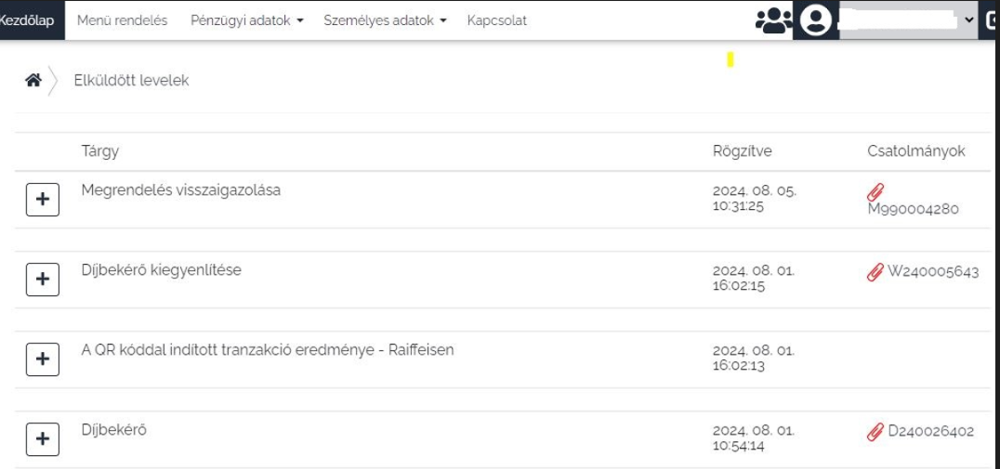 Kezdőlap Menü rendelés Pénzügyi adatok Személyes adatok Kapcsolat
Elküldött levelek
Tárgy Rögzítve Csatolmányok
Megrendelés visszaigazolása 2024. 08. 05.
10:31:25 M990004280
Díjbekérő kiegyenlítése 2024. 08. 01. W240005643
16:02:15
A QR kóddal indított tranzakció eredménye - Raiffeisen 2024. 08. 01.
16:02:13
Díjbekérő 2024. 08. 01. D240026402
10:54:14